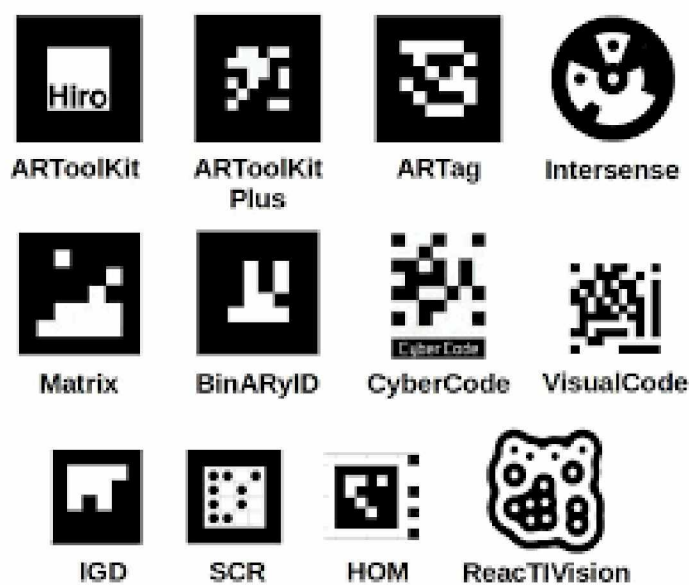 Hiro
ARToolKit
ARToolKit
Plus
ARTag
Intersense
CyberCode
Matrix
BinARyID
CyberCode
VisualCode
IGD
SCR
HOM
ReacTIVision